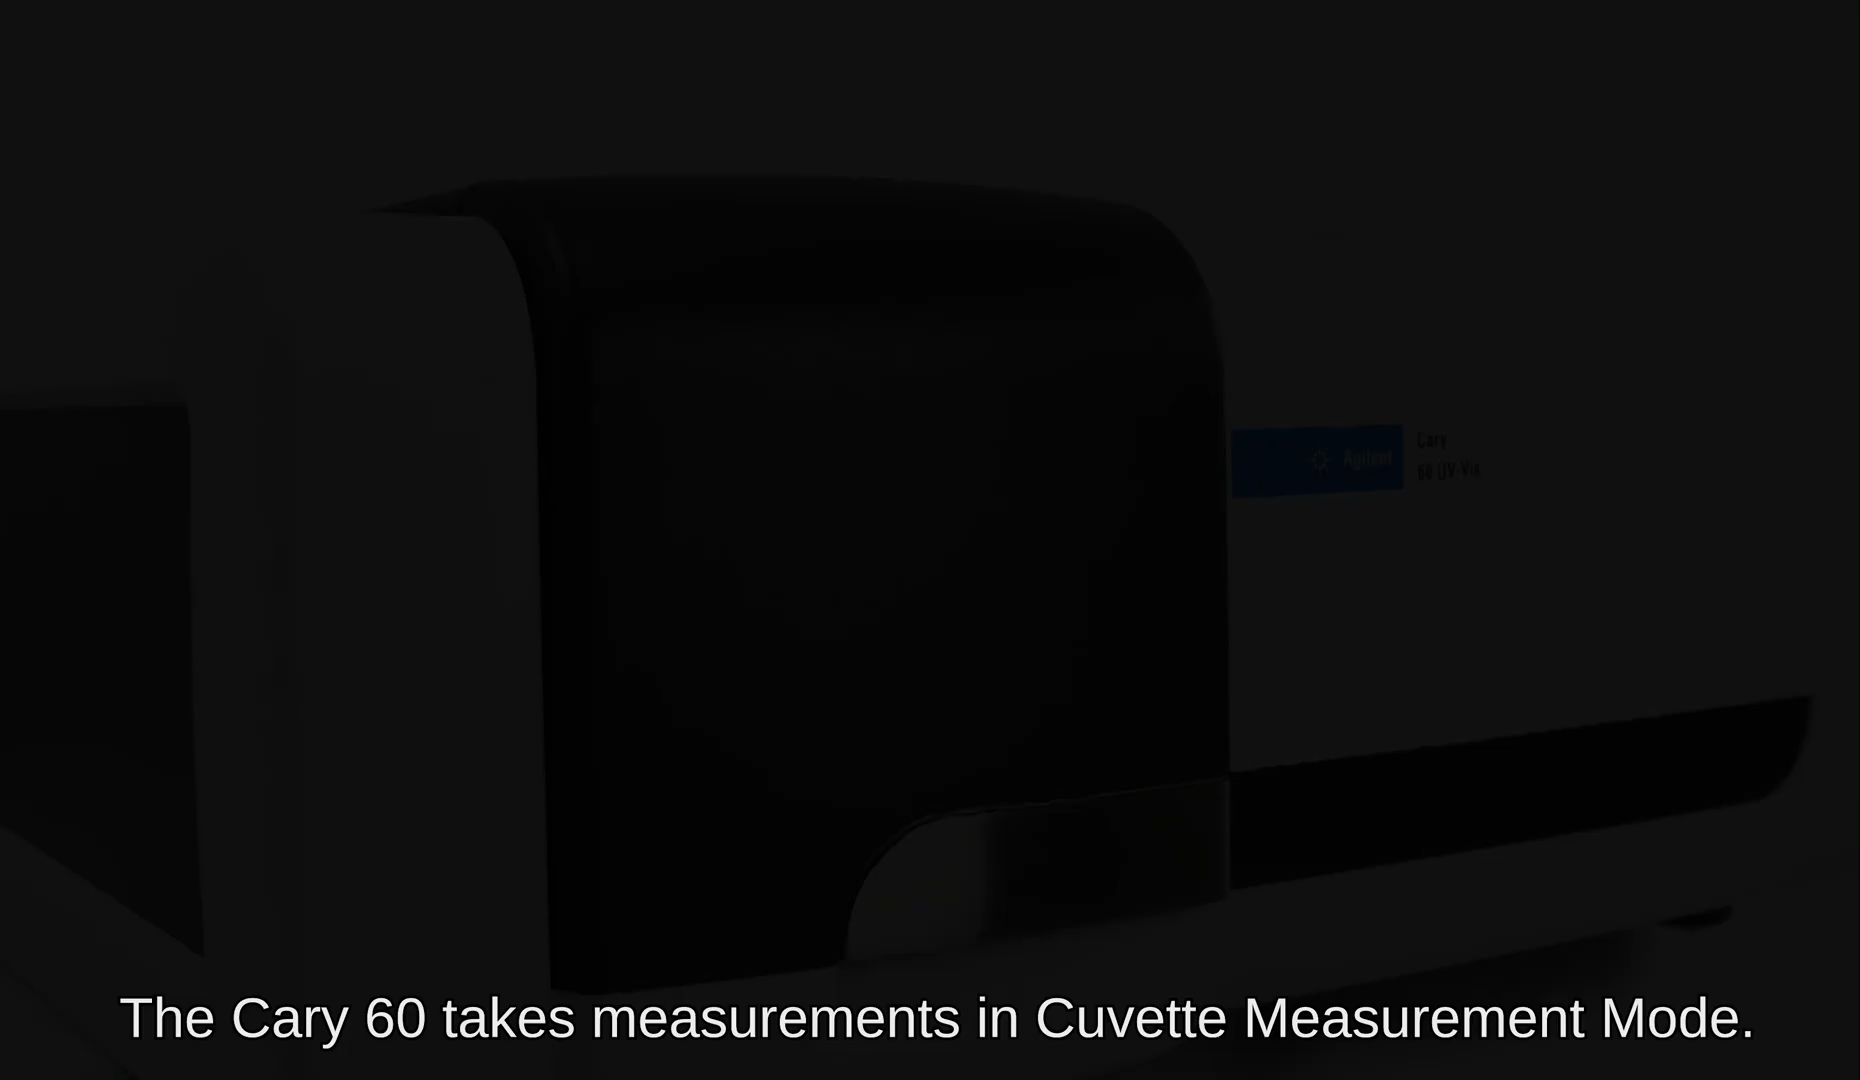 Agilent
Cary
60 UV-Vis
The Cary 60 takes measurements in Cuvette Measurement Mode.